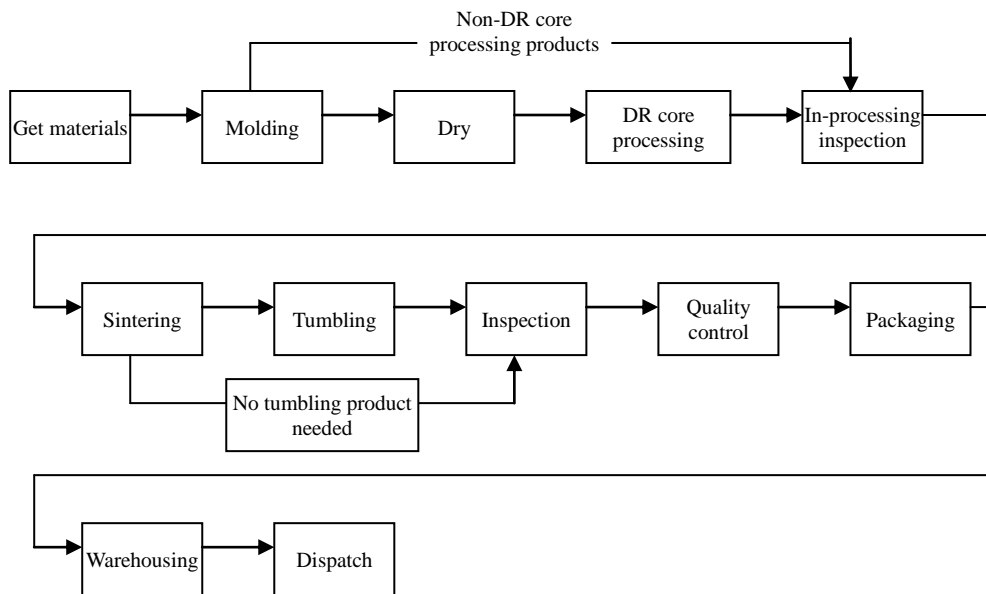 Non-DR core
processing products
Get materials
Molding
Dry
DR core
processing
In-processing
inspection
Sintering
Tumbling
Inspection
Quality
control
Packaging
No tumbling product
needed
Warehousing
Dispatch